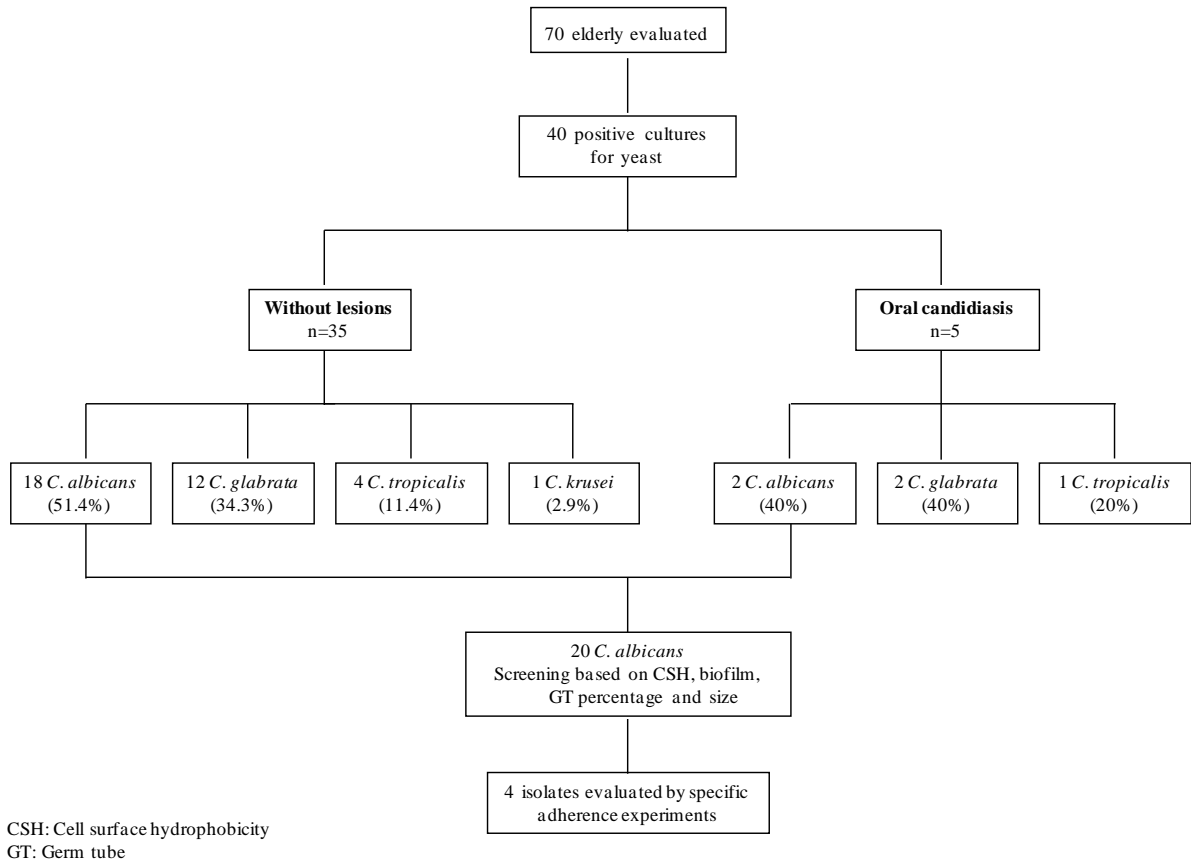 70 elderly evaluated
40 positive cultures
for yeast
Without lesions
n=35
Oral candidiasis
n=5
18 C. albicans
(51.4%)
12 C. glabrata
(34.3%)
4 C. tropicalis
(11.4%)
1 C. krusei
(2.9%)
2 C. albicans
(40%)
2 C. glabrata
(40%)
1 C. tropicalis
(20%)
20 C. albicans
Screening based on CSH, biofilm,
GT percentage and size
4 isolates evaluated by specific
adherence experiments
CSH: Cell surface hydrophobicity
GT: Germ tube